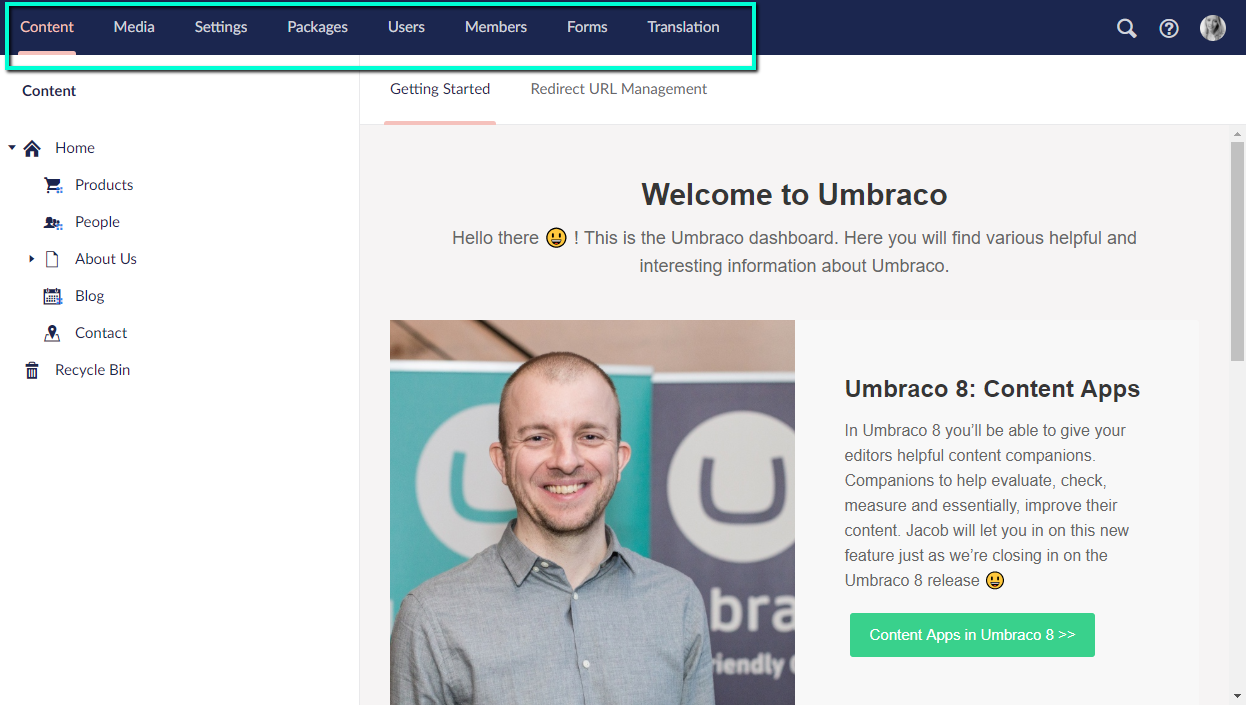 Content Media Settings Packages Users Members Forms Translation
Content
Home
Products
People
About Us
Blog
Contact
Recycle Bin
Getting Started Redirect URL Management
Welcome to Umbraco
Hello there 😃 ! This is the Umbraco dashboard. Here you will find various helpful and
interesting information about Umbraco.
bra
iendly
Umbraco 8: Content Apps
In Umbraco 8 you’ll be able to give your
editors helpful content companions.
Companions to help evaluate, check,
measure and essentially, improve their
content. Jacob will let you in on this new
feature just as we’re closing in on the
Umbraco 8 release 😃
Content Apps in Umbraco 8 >>